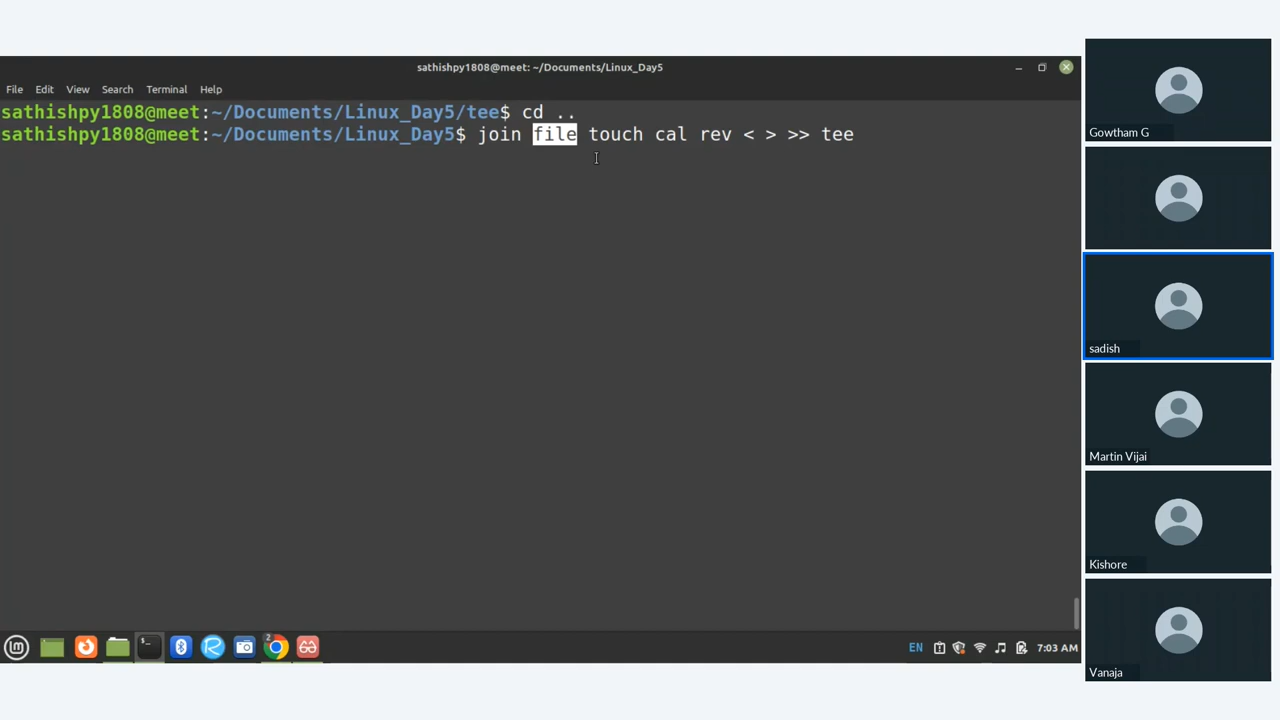 sathishpy1808@meet: ~/Documents/Linux_Day5
File Edit View Search Terminal Help
sathishpy1808@meet:~/Documents/Linux_Day5/tee$ cd ..
sathishpy1808@meet:~/Documents/Linux_Day5$ join file touch cal rev < > >> tee
2
EN
7:03 AM
Gowtham G
sadish
Martin Vijai
Kishore
Vanaja